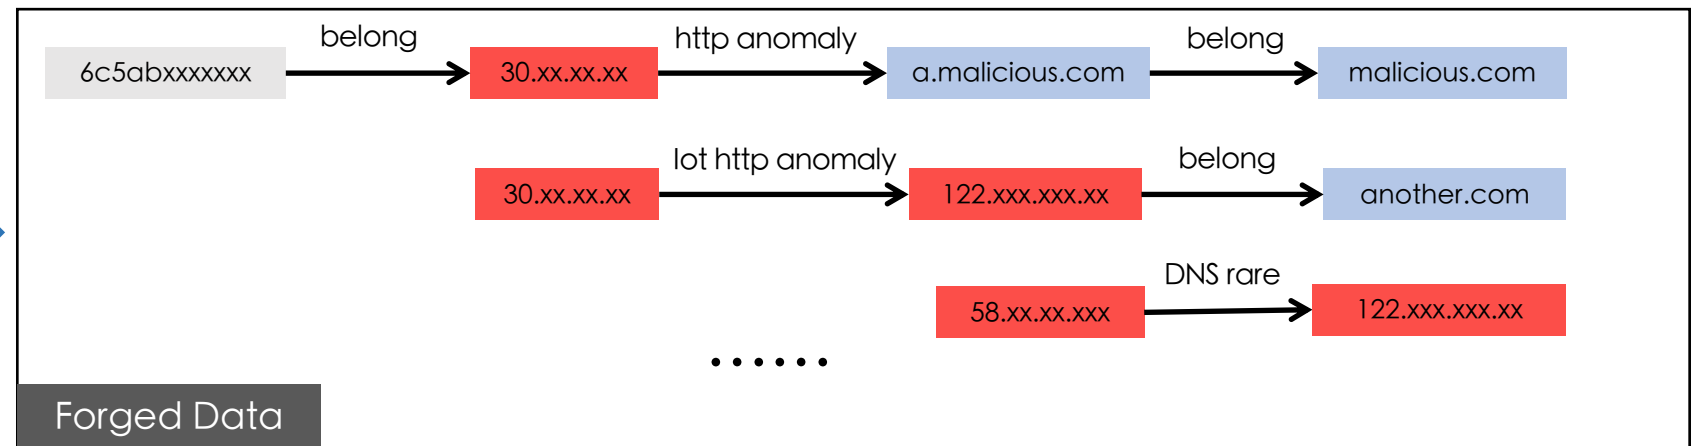 belong http anomaly belong
6c5abxxxxxxx 30.xx.xx.xx a.malicious.com malicious.com
Iot http anomaly belong
30.xx.xx.xx 122.xxx.xxx.xx another.com
DNS rare
58.xx.xx.xxx 122.xxx.xxx.xx
......
Forged Data